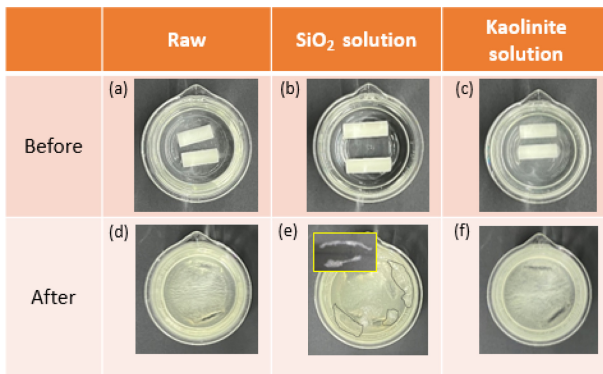 Raw
SiO₂ solution
Kaolinite
solution
Before
(a)
(b)
(c)
After
(d)
(e)
(f)